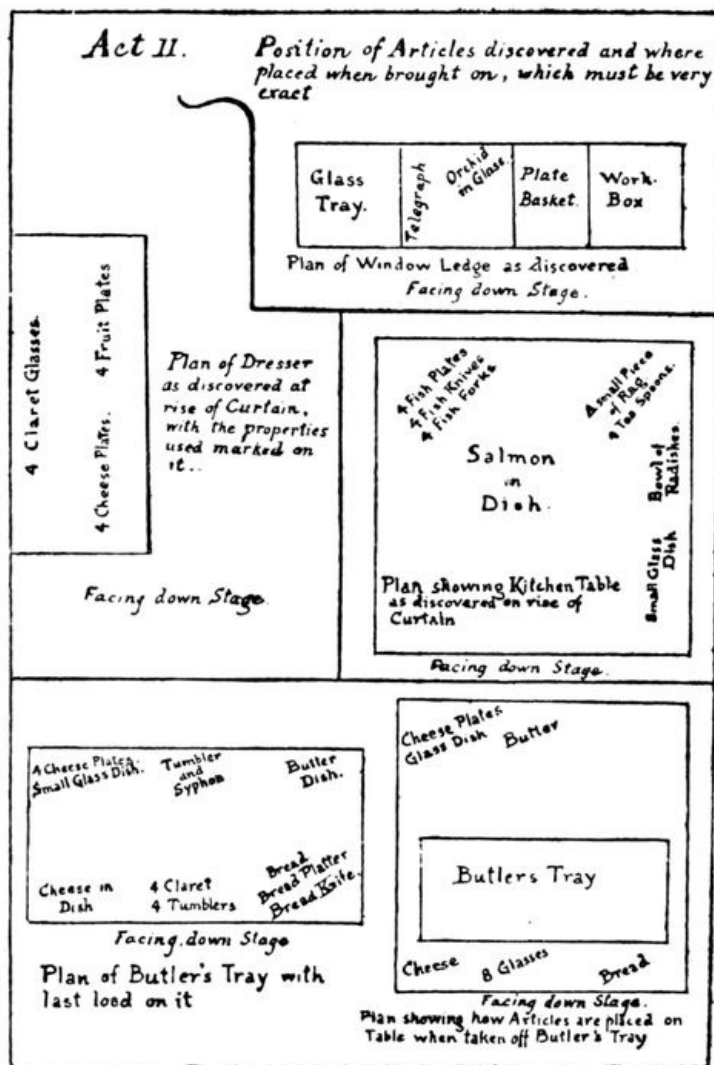 Act II.
Position of Articles discovered and where
placed when brought on, which must be very
exact
Glass
Tray.
Telegraph
Orchid
in Glass.
Plate
Basket.
Work-
Box
Plan of Window Ledge as discovered
Facing down Stage.
4 Claret Glasses.
4 Cheese Plates.
4 Fruit Plates
Plan of Dresser
as discovered at
rise of Curtain,
with the properties
used marked on
it..
Facing down Stage.
4 Fish Plates
4 Fish Knives
4 Fish Forks
A small Piece
of Rag.
4 Tea Spoons.
Salmon
in
Dish.
Bowl of
Radishes.
Small Glass
Dish
Plan showing Kitchen Table
as discovered on rise of
Curtain
Facing down Stage.
4 Cheese Plates.
Small Glass Dish.
Tumbler
and
Syphon
Butter
Dish.
Cheese in
Dish
4 Claret
4 Tumblers
Bread
Bread Platter
Bread Knife.
Facing down Stage
Plan of Butler's Tray with
last load on it
Cheese Plates
Glass Dish
Butter
Butlers Tray
Cheese
8 Glasses
Bread
Facing down Stage.
Plan showing how Articles are placed on
Table when taken off Butler's Tray